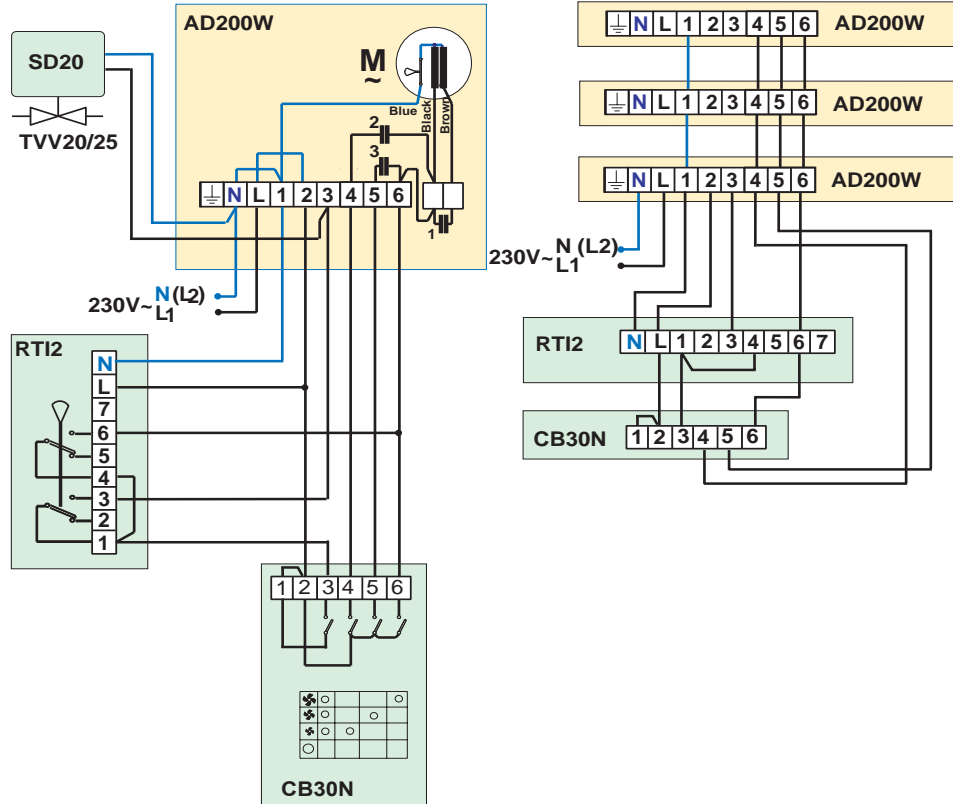 AD200W
SD20
TVV20/25
M
~
Blue
Black
Brown
2
3
1
N L 1 2 3 4 5 6
230V~ N (L2)
L1
RTI2
N
L
7
6
5
4
3
2
1
1 2 3 4 5 6
CB30N
N L 1 2 3 4 5 6 AD200W
N L 1 2 3 4 5 6 AD200W
N L 1 2 3 4 5 6 AD200W
230V~ N (L2)
L1
RTI2 N L 1 2 3 4 5 6 7
CB30N 1 2 3 4 5 6